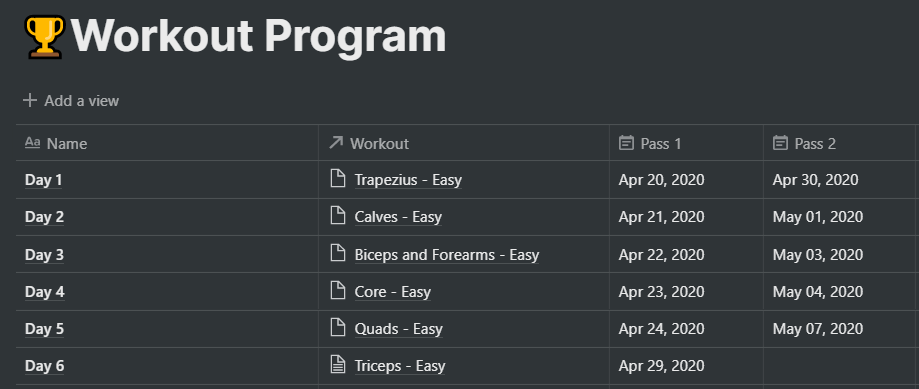 🏆Workout Program
+ Add a view
Aa Name Workout Pass 1 Pass 2
Day 1 Trapezius - Easy Apr 20, 2020 Apr 30, 2020
Day 2 Calves - Easy Apr 21, 2020 May 01, 2020
Day 3 Biceps and Forearms - Easy Apr 22, 2020 May 03, 2020
Day 4 Core - Easy Apr 23, 2020 May 04, 2020
Day 5 Quads - Easy Apr 24, 2020 May 07, 2020
Day 6 Triceps - Easy Apr 29, 2020